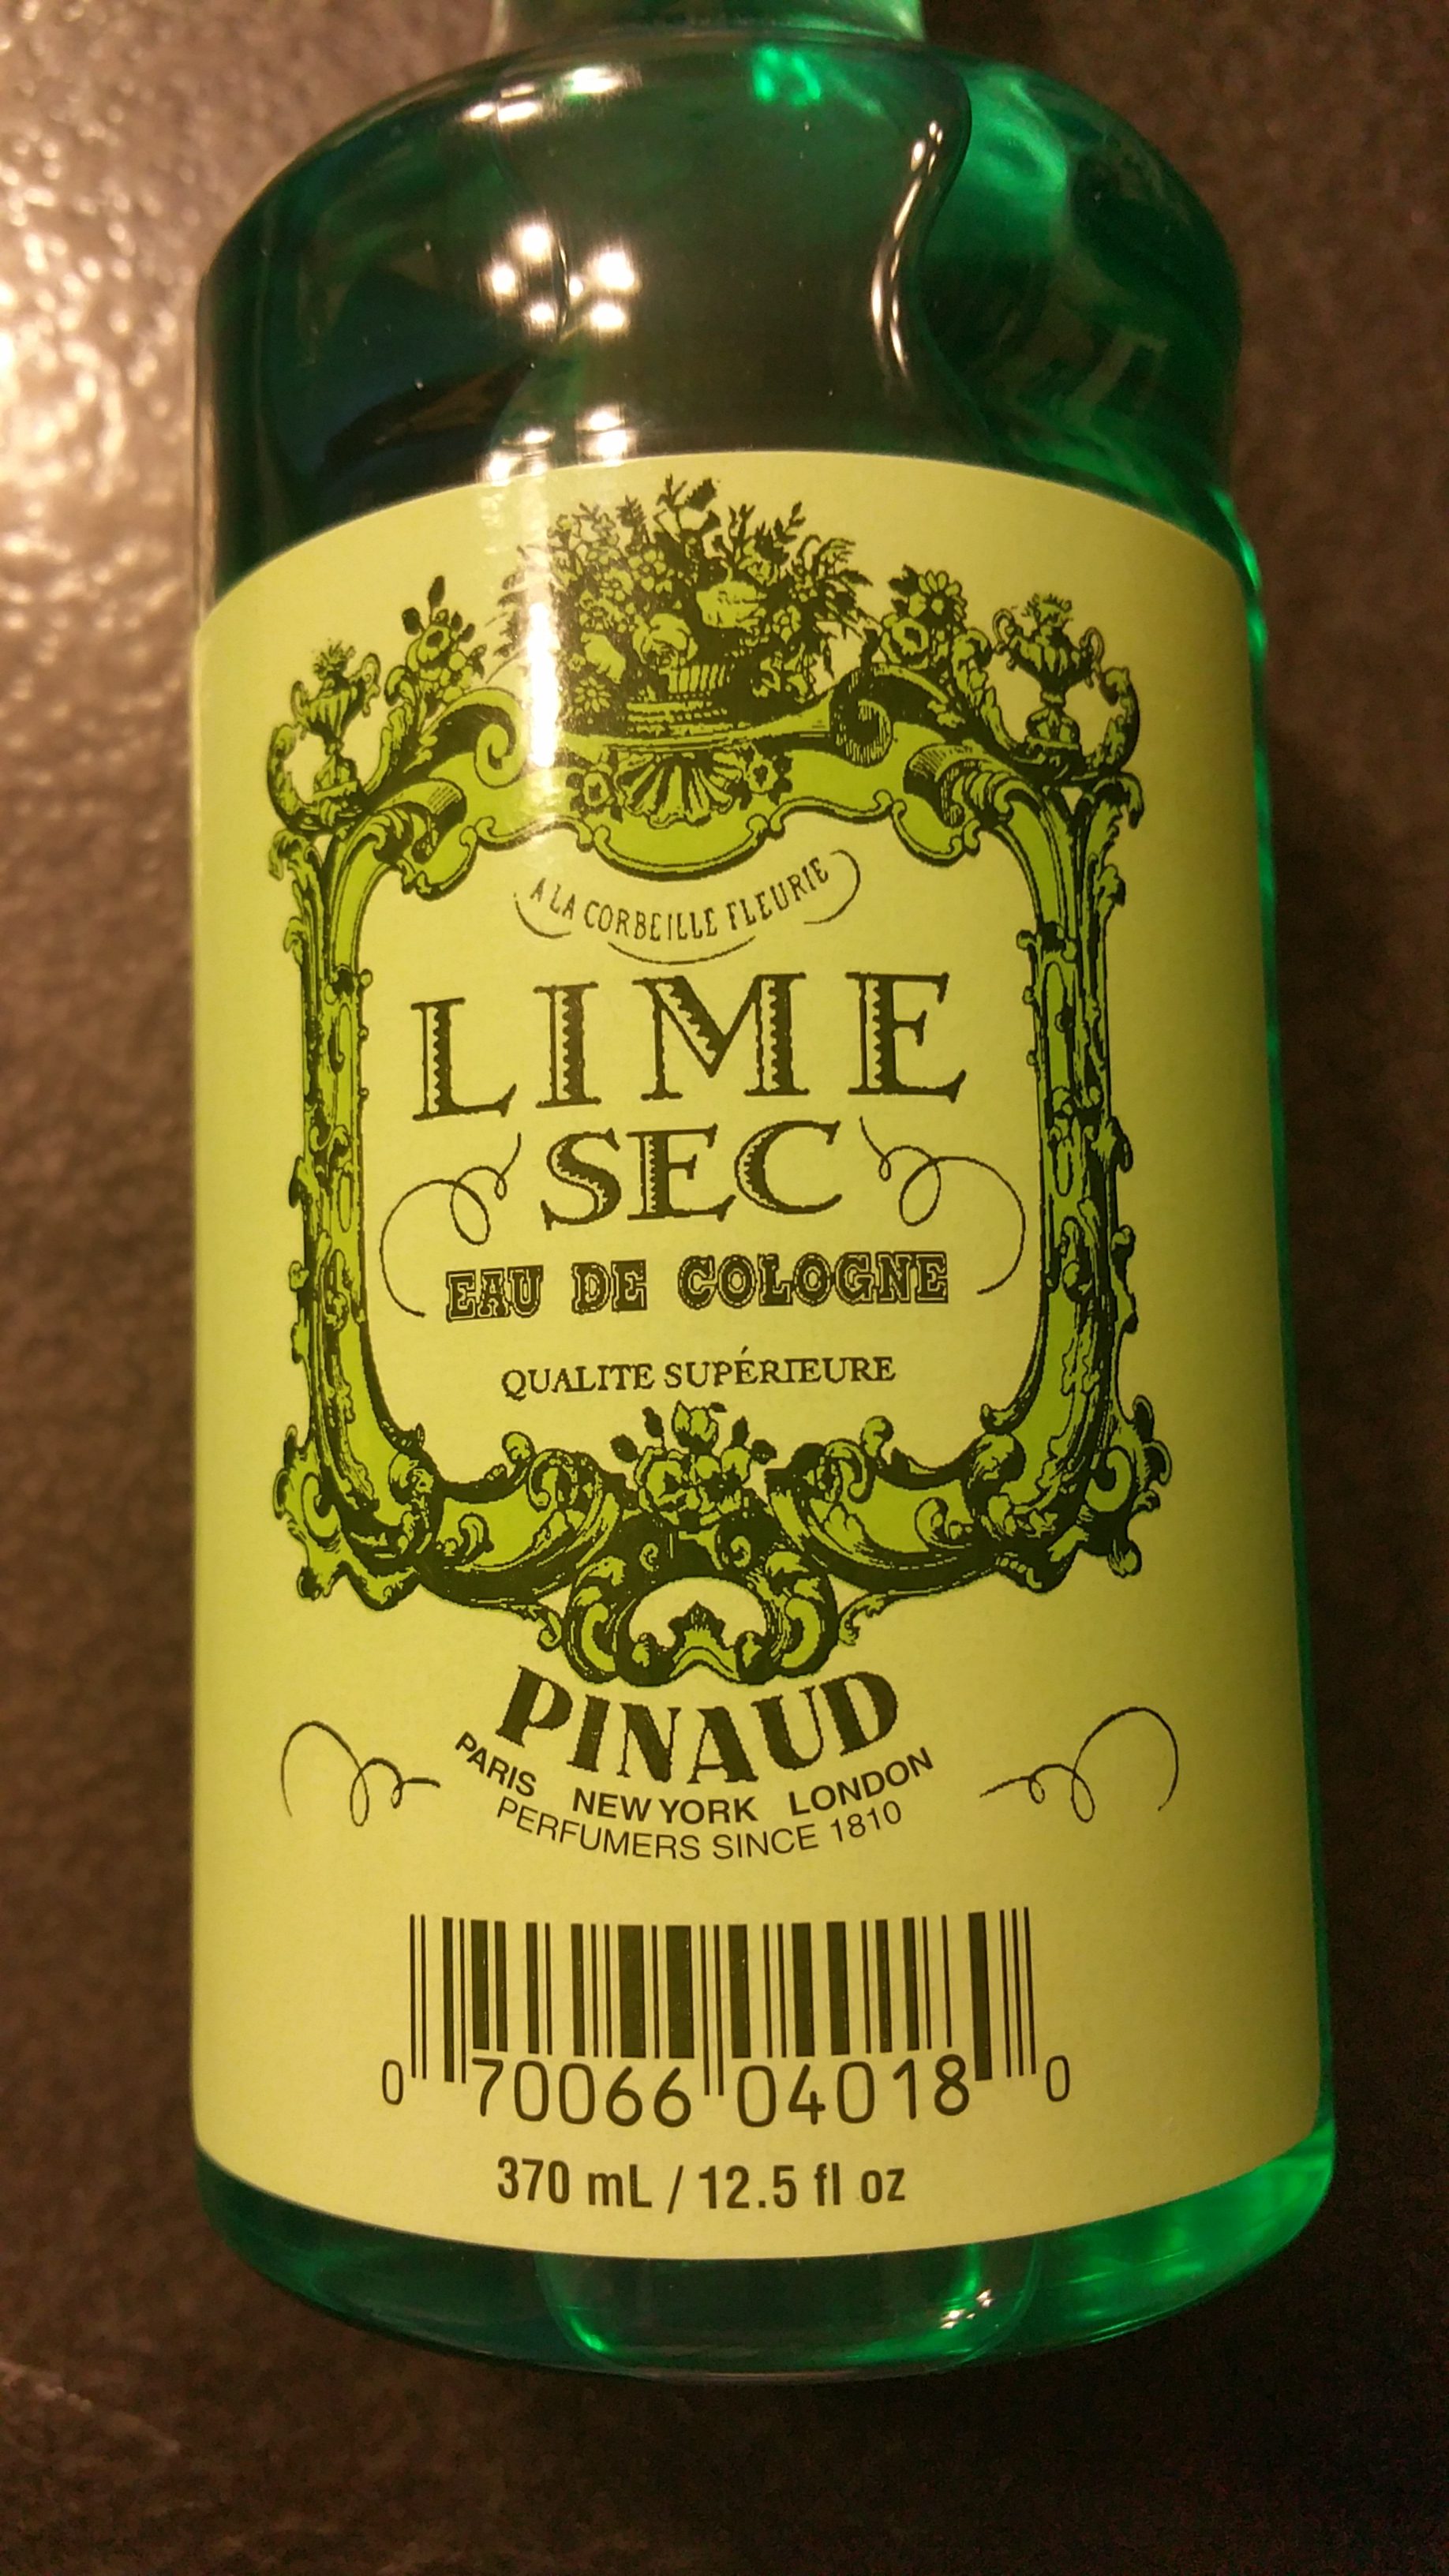 A LA CORBEILLE FLEURIE
LIME
SEC
EAU DE COLOGNE
QUALITE SUPÉRIEURE
PINAUD
PARIS NEW YORK LONDON
PERFUMERS SINCE 1810
0 70066 04018 0
370 mL / 12.5 fl oz